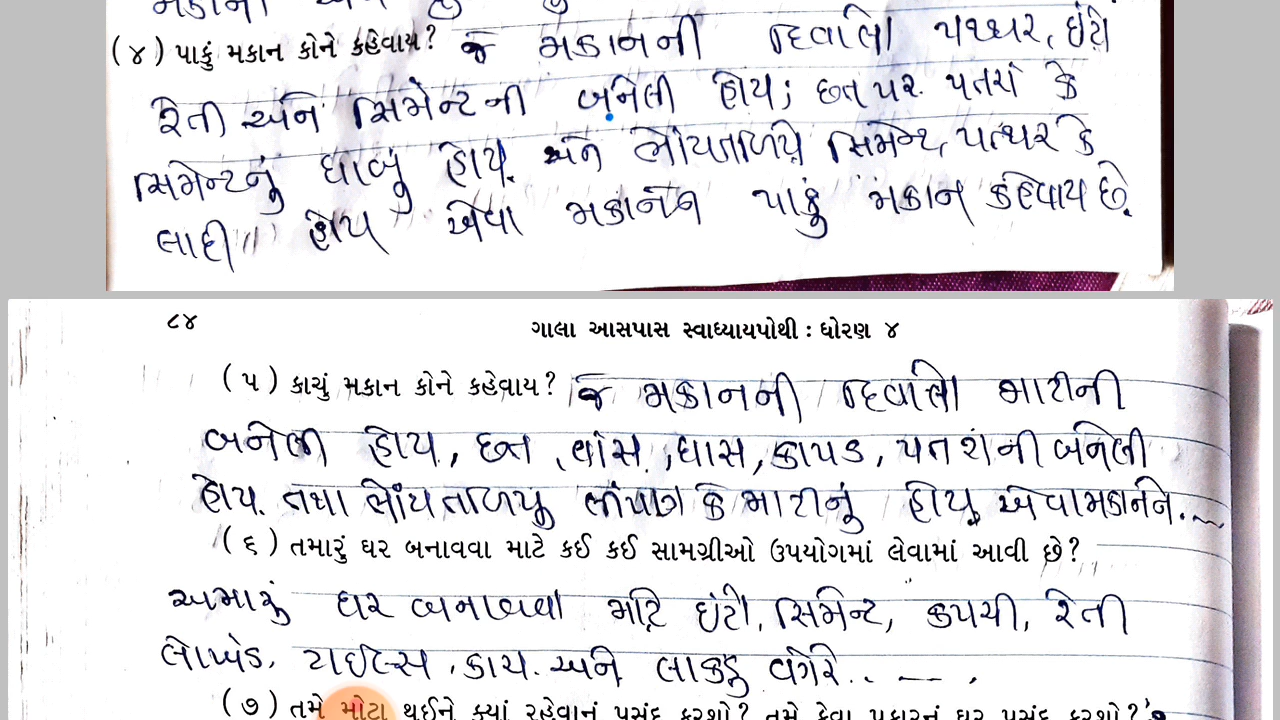 (૪) પાકું મકાન કોને કહેવાય? જે મકાનની દિવાલો પથ્થર, ઇંટો
રેતી અને સિમેન્ટની બનેલી હોય; છત પર પતરાં કે
સિમેન્ટનું ધાબું હોય. અને ભોંયતળિયે સિમેન્ટ, પત્થર કે
લાદી હોય એવા મકાનને પાકું મકાન કહેવાય છે.
૮૪ ગાલા આસપાસ સ્વાધ્યાયપોથી : ધોરણ ૪
(૫) કાચું મકાન કોને કહેવાય? જે મકાનની દિવાલો માટીની
બનેલી હોય, છત, વાંસ, ઘાસ, કાપડ, પતરાંની બનેલી
હોય. તથા ભોંયતળિયુ લીંપણ કે માટીનું હોય એવા મકાનને.
(૬) તમારું ઘર બનાવવા માટે કઈ કઈ સામગ્રીઓ ઉપયોગમાં લેવામાં આવી છે?
અમારું ઘર બનાવવા માટે ઇંટો, સિમેન્ટ, કપચી, રેતી
લોખંડ, ટાઈલ્સ, કાચ. અને લાકડું વગેરે..
(૭) તમે મોટા થઈને ક્યાં રહેવાનું પસંદ કરશો? તમે કેવા પ્રકારનું ઘર પસંદ કરશો?